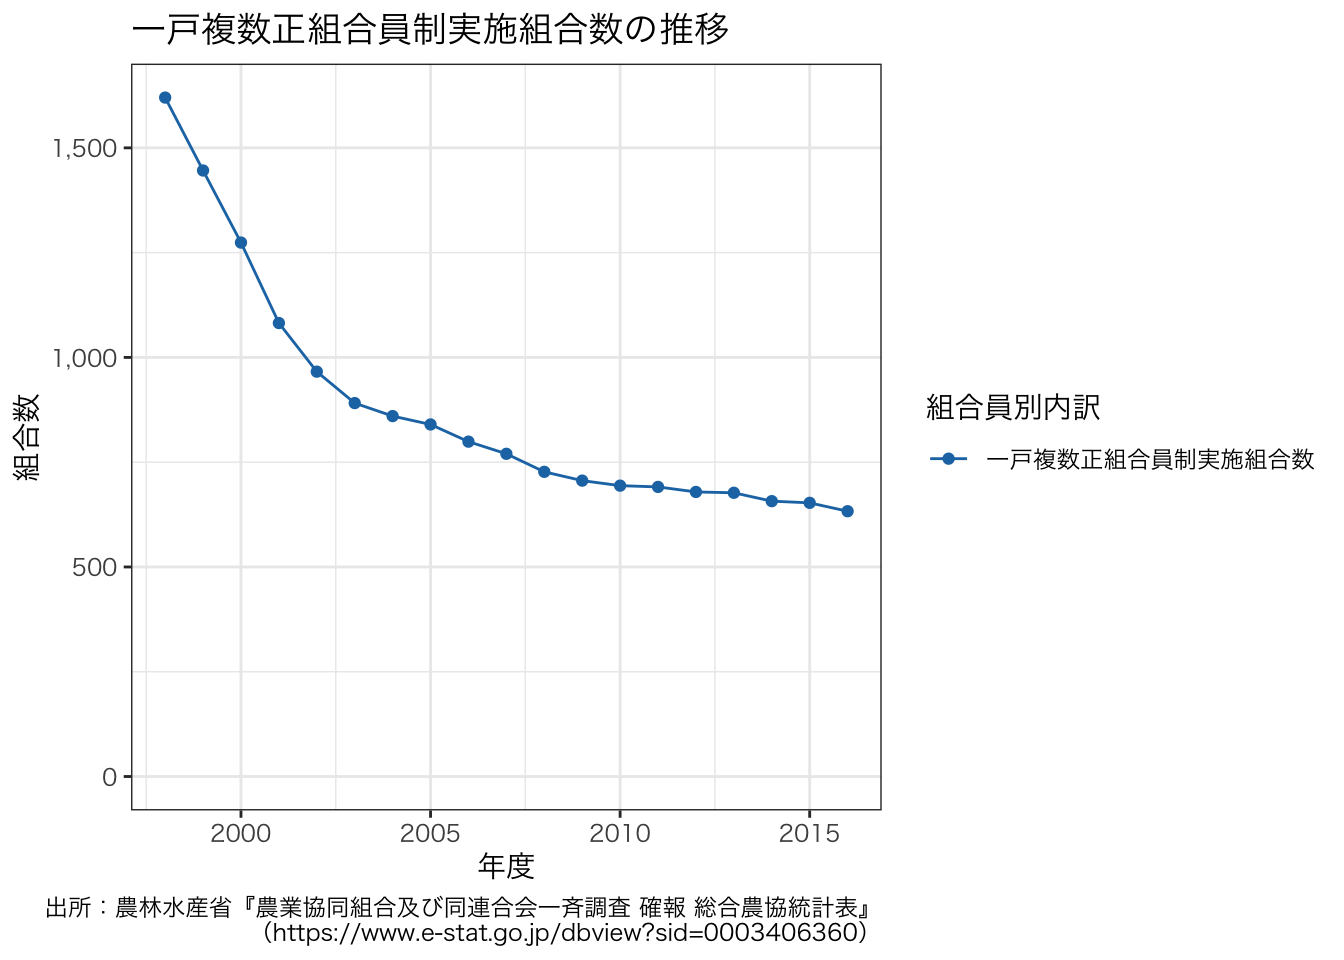 一戸複数正組合員制実施組合数の推移
組合数
1,500
1,000
500
0
2000 2005 2010 2015
年度
組合員別内訳
一戸複数正組合員制実施組合数
出所：農林水産省『農業協同組合及び同連合会一斉調査 確報 総合農協統計表』
（https://www.e-stat.go.jp/dbview?sid=0003406360）